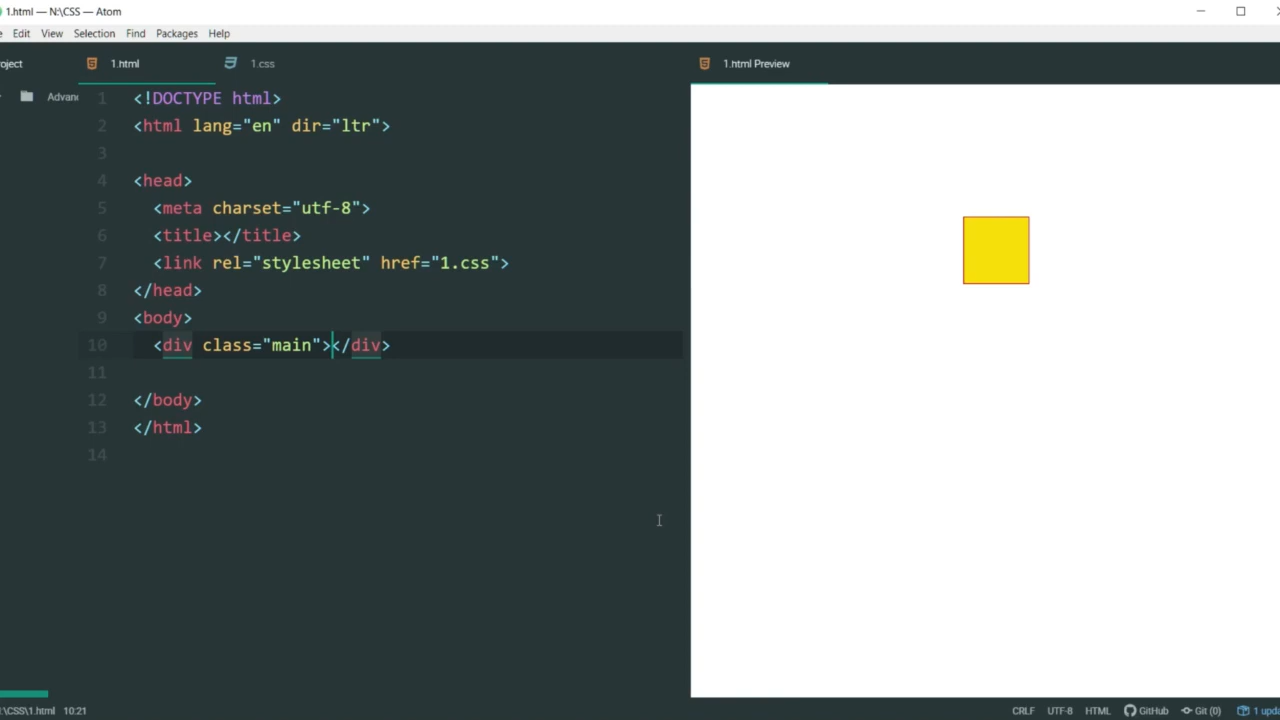 1.html — N:\CSS — Atom
Edit View Selection Find Packages Help
1.html
1.css
1.html Preview
1 <!DOCTYPE html>
2 <html lang="en" dir="ltr">
3
4 <head>
5 <meta charset="utf-8">
6 <title></title>
7 <link rel="stylesheet" href="1.css">
8 </head>
9 <body>
10 <div class="main"></div>
11
12 </body>
13 </html>
14
\CSS\1.html 10:21
CRLF UTF-8 HTML GitHub Git (0)